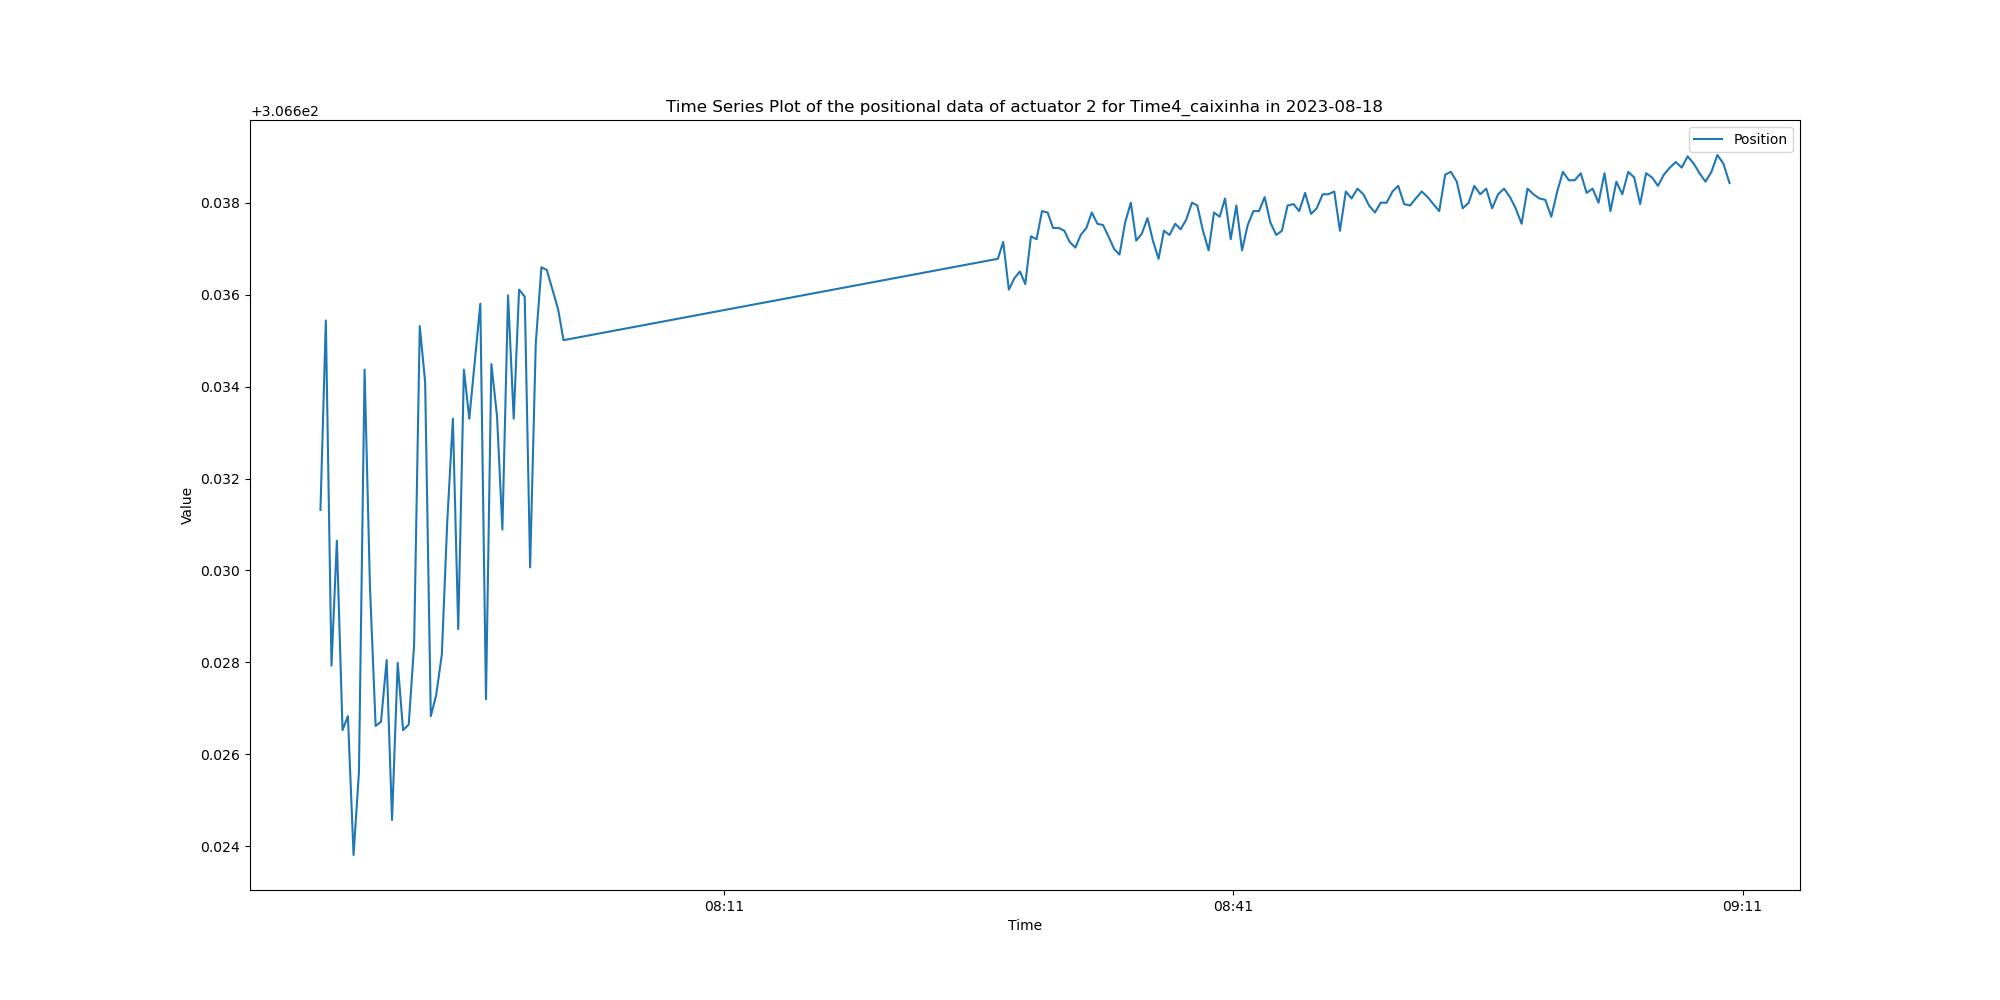 Time Series Plot of the positional data of actuator 2 for Time4_caixinha in 2023-08-18
+3.066e2
Position
0.038
0.036
0.034
0.032
0.030
0.028
0.026
0.024
Value
08:11
08:41
09:11
Time